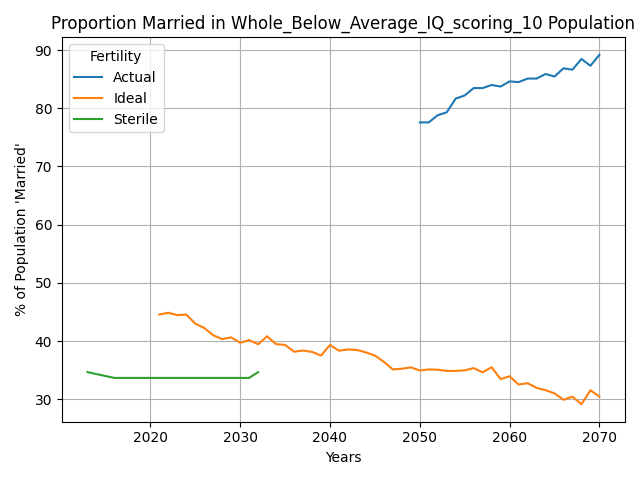 Proportion Married in Whole_Below_Average_IQ_scoring_10 Population
Fertility
Actual
Ideal
Sterile
% of Population 'Married'
90
80
70
60
50
40
30
2020
2030
2040
2050
2060
2070
Years